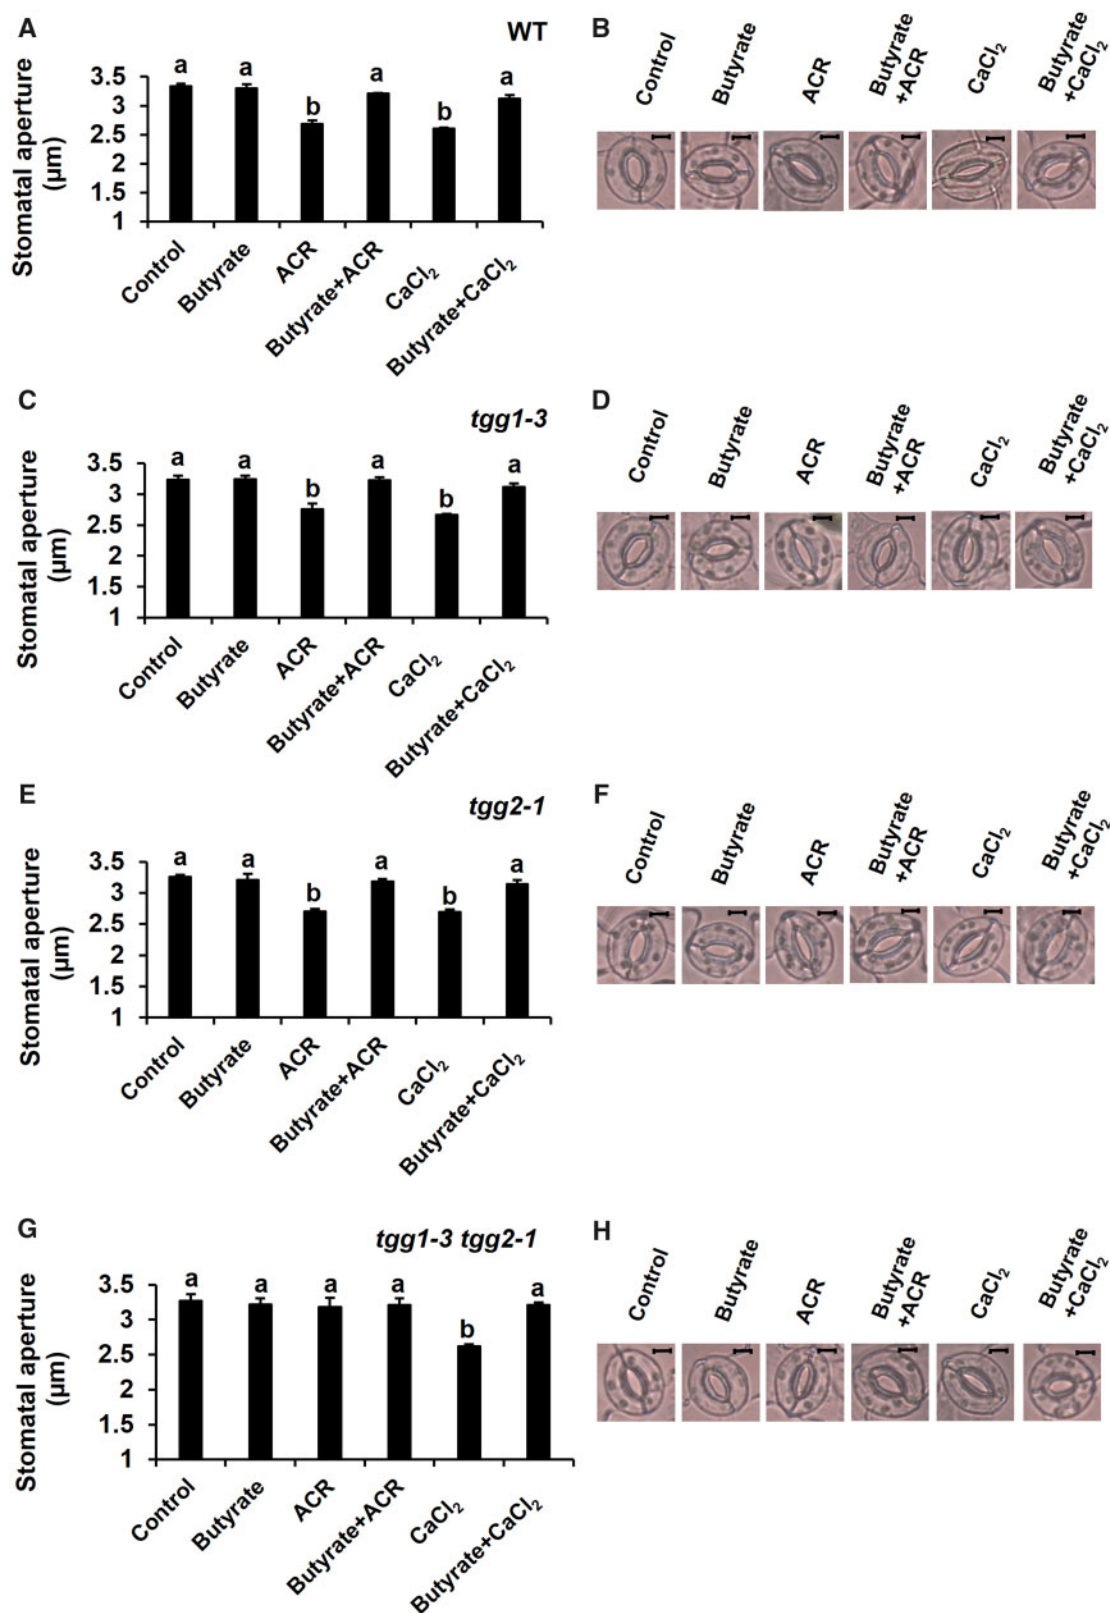 A
WT
Stomatal aperture
(µm)
3.5
3
2.5
2
1.5
1
a
a
b
a
b
a
Control
Butyrate
ACR
Butyrate+ACR
CaCl₂
Butyrate+CaCl₂
B
Control
Butyrate
ACR
Butyrate
+ACR
CaCl₂
Butyrate
+CaCl₂
C
tgg1-3
Stomatal aperture
(µm)
3.5
3
2.5
2
1.5
1
a
a
b
a
b
a
Control
Butyrate
ACR
Butyrate+ACR
CaCl₂
Butyrate+CaCl₂
D
Control
Butyrate
ACR
Butyrate
+ACR
CaCl₂
Butyrate
+CaCl₂
E
tgg2-1
Stomatal aperture
(µm)
3.5
3
2.5
2
1.5
1
a
a
b
a
b
a
Control
Butyrate
ACR
Butyrate+ACR
CaCl₂
Butyrate+CaCl₂
F
Control
Butyrate
ACR
Butyrate
+ACR
CaCl₂
Butyrate
+CaCl₂
G
tgg1-3 tgg2-1
Stomatal aperture
(µm)
3.5
3
2.5
2
1.5
1
a
a
a
a
b
a
Control
Butyrate
ACR
Butyrate+ACR
CaCl₂
Butyrate+CaCl₂
H
Control
Butyrate
ACR
Butyrate
+ACR
CaCl₂
Butyrate
+CaCl₂